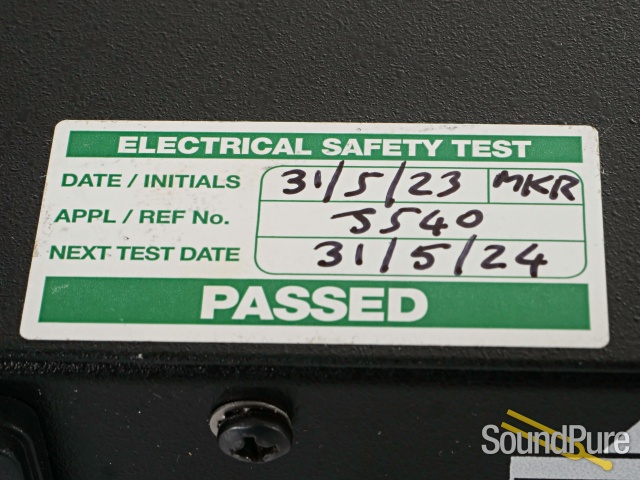 ELECTRICAL SAFETY TEST
DATE / INITIALS 31/5/23 MKR
APPL / REF No. 5540
NEXT TEST DATE 31/5/24
PASSED
SoundPure